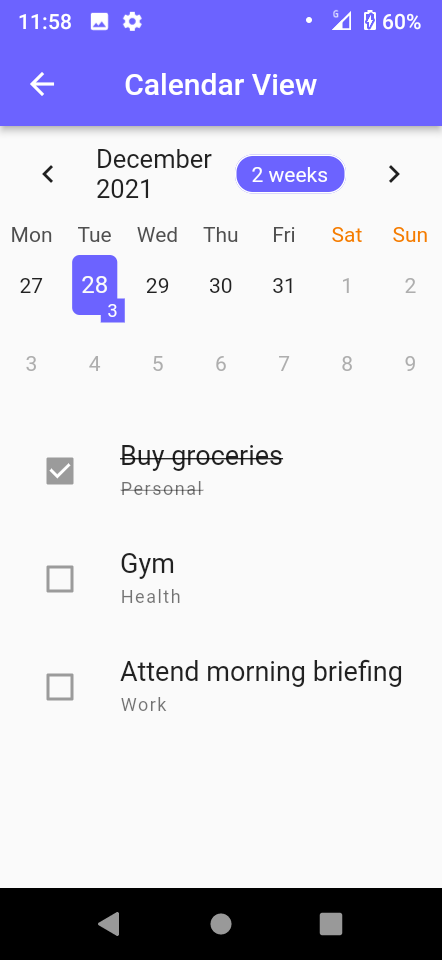 11:58 G 60%
Calendar View
December
2021
2 weeks
Mon Tue Wed Thu Fri Sat Sun
27 28 29 30 31 1 2
3
3 4 5 6 7 8 9
Buy groceries
Personal
Gym
Health
Attend morning briefing
Work